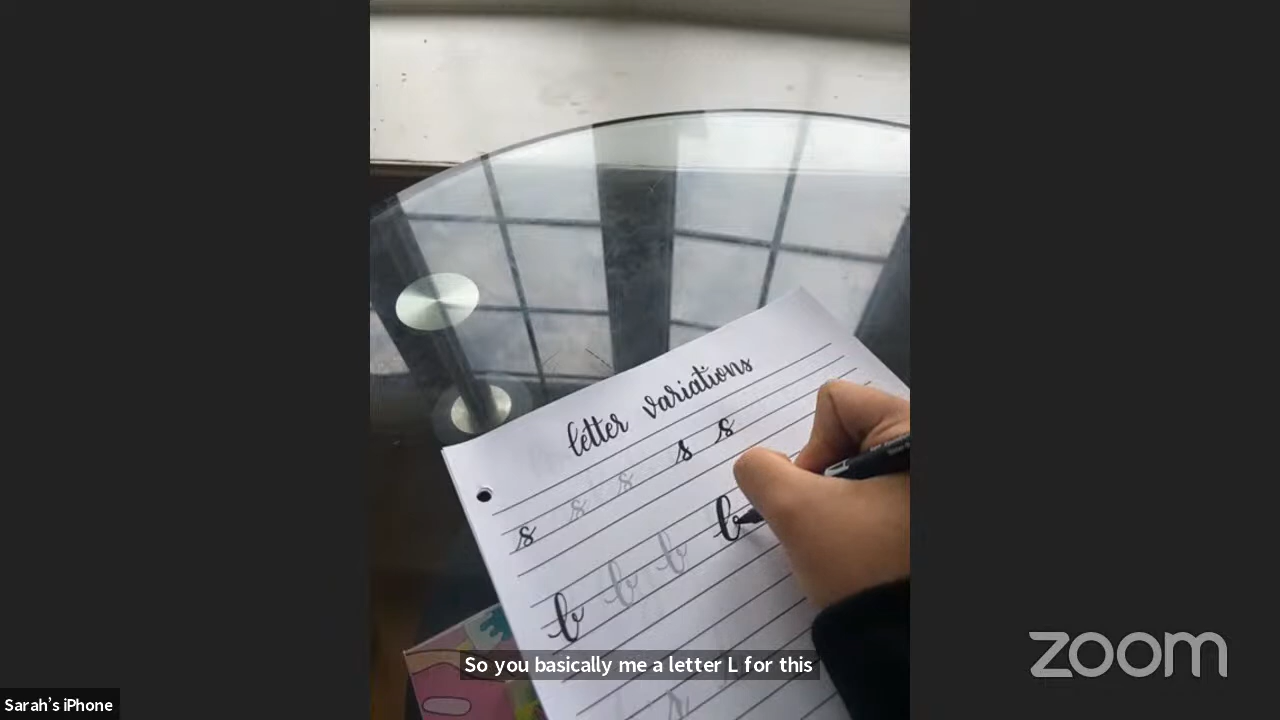 letter variations
s s s s s
b b b b
So you basically me a letter L for this
Sarah's iPhone
zoom